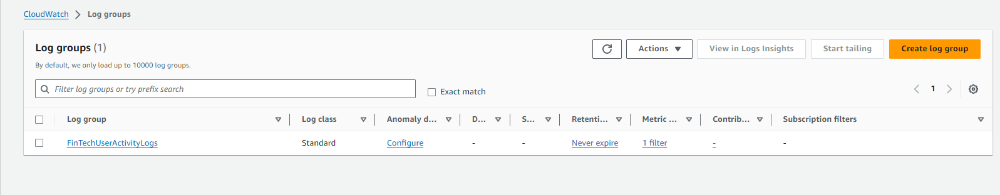 CloudWatch > Log groups
Log groups (1)
Actions
View in Logs Insights
Start tailing
Create log group
By default, we only load up to 10000 log groups.
Filter log groups or try prefix search
Exact match
1
Log group Log class Anomaly d... D... S... Retenti... Metric ... Contrib... Subscription filters
FinTechUserActivityLogs Standard Configure - - Never expire 1 filter - -